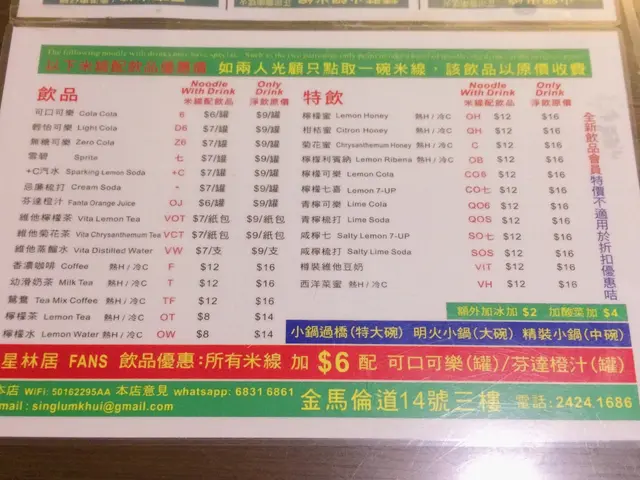 以下米線配飲品優惠價 如兩人光顧只點取一碗米線，該飲品以原價收費
飲品 Noodle With Drink 米線配飲品 Only Drink 淨飲原價
可口可樂 Coca Cola 6 $6/罐 $9/罐
輕怡可樂 Light Cola D6 $7/罐 $9/罐
無糖可樂 Zero Cola Z6 $7/罐 $9/罐
雪碧 Sprite 七 $7/罐 $9/罐
+C汽水 Sparking Lemon Soda +C $7/罐 $9/罐
忌廉梳打 Cream Soda $7/罐 $9/罐
芬達橙汁 Fanta Orange Juice OJ $6/罐 $9/罐
維他檸檬茶 Vita Lemon Tea VOT $7/紙包 $9/紙包
維他菊花茶 Vita Chrysanthemum Tea VCT $7/紙包 $9/紙包
維他蒸餾水 Vita Distilled Water VW $7/支 $9/支
香濃咖啡 Coffee 熱H / 冷C F $12 $16
幼滑奶茶 Milk Tea 熱H / 冷C T $12 $16
鴛鴦 Tea Mix Coffee 熱H / 冷C TF $12 $16
檸檬茶 Lemon Tea 熱H / 冷C OT $8 $14
檸檬水 Lemon Water 熱H / 冷C OW $8 $14
特飲 Noodle With Drink 米線配飲品 Only Drink 淨飲原價
檸檬蜜 Lemon Honey 熱H / 冷C OH $12 $16
柑桔蜜 Citron Honey 熱H / 冷C QH $12 $16
菊花蜜 Chrysanthemum Honey 熱H / 冷C C $12 $16
檸檬利賓納 Lemon Ribena 熱H / 冷C OB $12 $16
檸檬可樂 Lemon Cola CO6 $12 $16
檸檬七喜 Lemon 7-UP CO七 $12 $16
青檸可樂 Lime Cola QO6 $12 $16
青檸梳打 Lime Soda QOS $12 $16
咸檸七 Salty Lemon 7-UP SO七 $12 $16
咸檸梳打 Salty Lime Soda SOS $12 $16
樽裝維他豆奶 VIT $12 $16
西洋菜蜜 熱H / 冷C VH $12 $16
全新飲品會員特價不適用於折扣優惠咭
額外加冰加 $2 加酸菜加 $4
小鍋過橋(特大碗) 明火小鍋(大碗) 精裝小鍋(中碗)
星林居 FANS 飲品優惠:所有米線 加 $6 配 可口可樂(罐)/芬達橙汁(罐)
本店 WiFi: 50162295AA 本店意見 whatsapp: 6831 6861
mail : singlumkhui@gmail.com
金馬倫道14號三樓 電話: 2424 1686